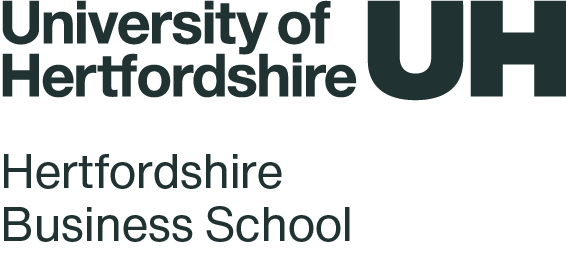 University of
Hertfordshire UH
Hertfordshire
Business School